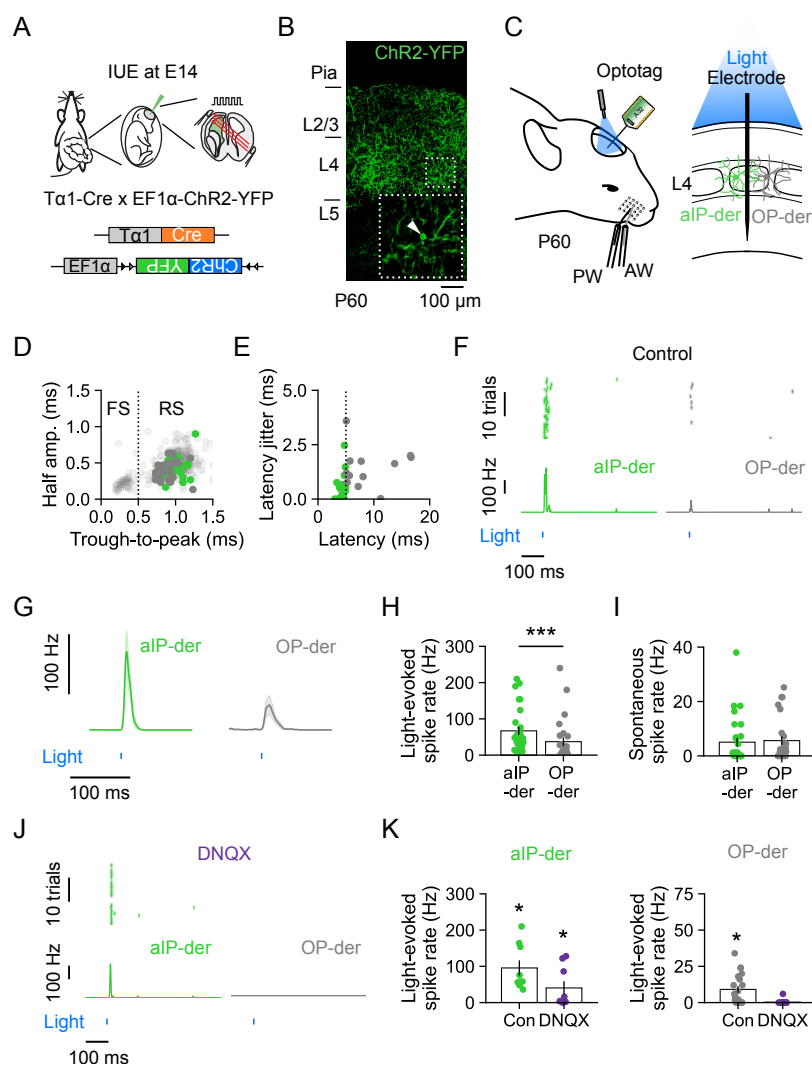 A
IUE at E14
Tα1-Cre x EF1α-ChR2-YFP
Tα1 Cre
EF1α YFP ChR2
B
ChR2-YFP
Pia
L2/3
L4
L5
P60
100 µm
C
Optotag
A32
P60
PW
AW
Light
Electrode
L4
aIP-der
OP-der
D
FS RS
Half amp. (ms)
1.5
1.0
0.5
0.0
0.0 0.5 1.0 1.5
Trough-to-peak (ms)
E
Latency jitter (ms)
5.0
2.5
0.0
0 10 20
Latency (ms)
F
Control
10 trials
100 Hz
aIP-der
OP-der
Light
100 ms
G
100 Hz
aIP-der
OP-der
Light
100 ms
H
***
Light-evoked
spike rate (Hz)
300
200
100
0
aIP
-der
OP
-der
I
Spontaneous
spike rate (Hz)
40
20
0
aIP
-der
OP
-der
J
DNQX
10 trials
100 Hz
aIP-der
OP-der
Light
100 ms
K
aIP-der
Light-evoked
spike rate (Hz)
300
200
100
0
* *
Con DNQX
OP-der
Light-evoked
spike rate (Hz)
75
50
25
0
*
Con DNQX